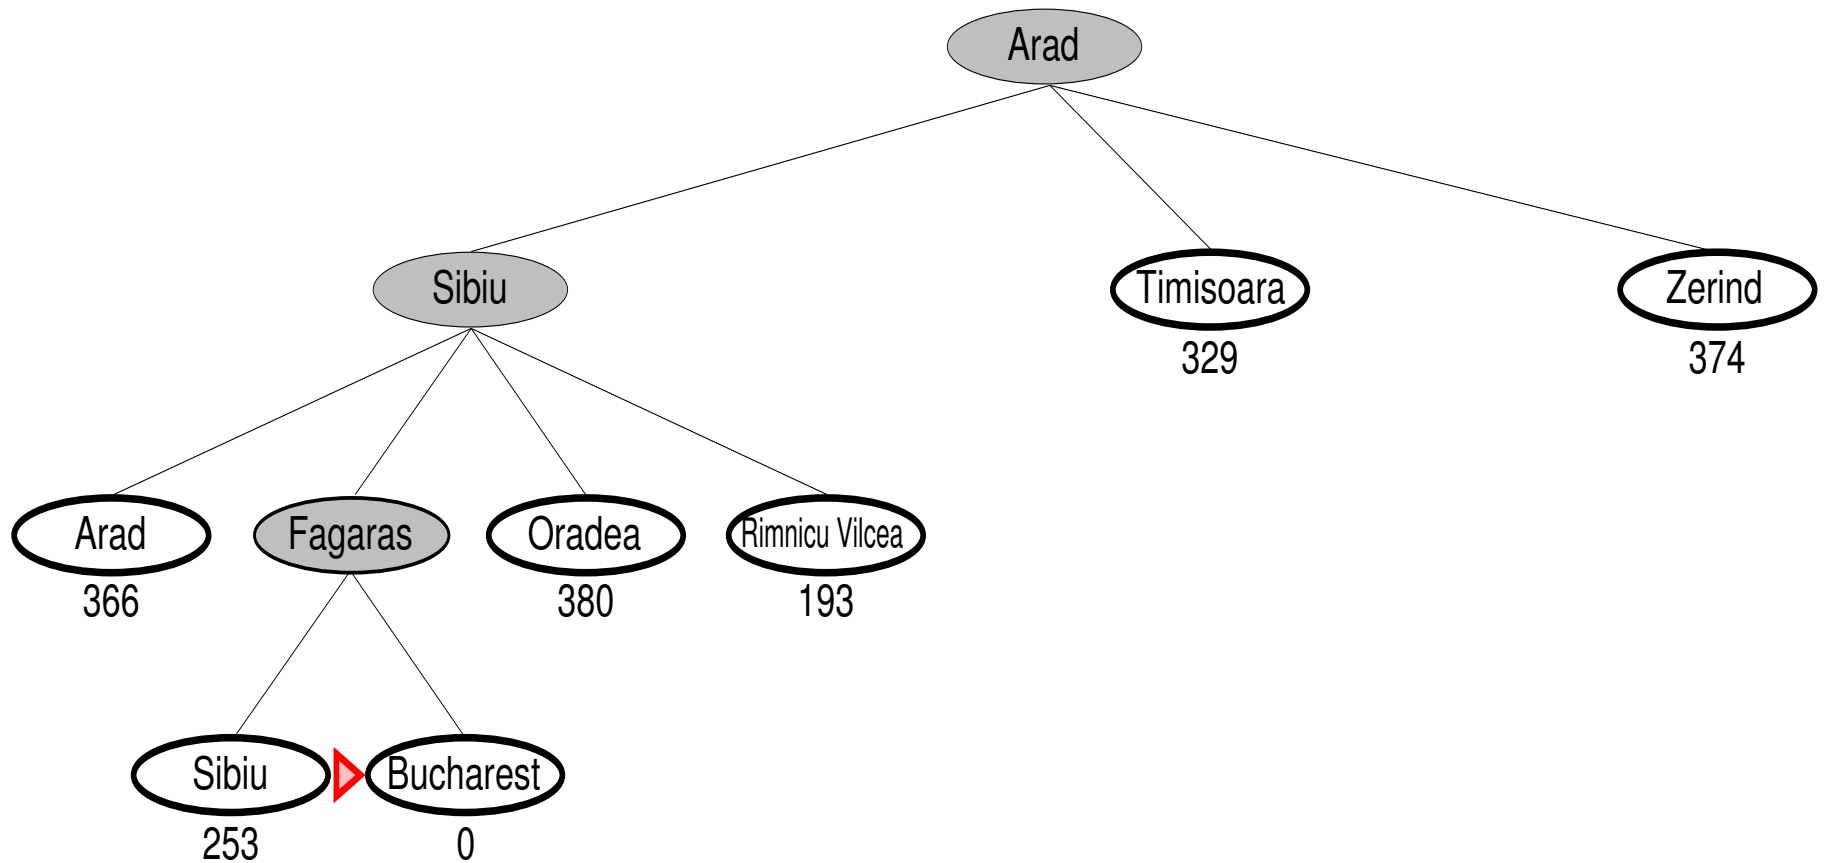 Arad
Sibiu
Timisoara
Zerind
329
374
Arad
Fagaras
Oradea
Rimnicu Vilcea
366
380
193
Sibiu
Bucharest
253
0